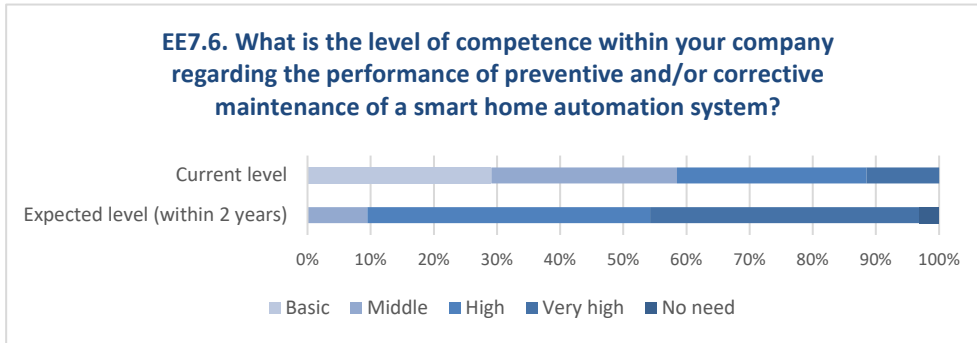 EE7.6. What is the level of competence within your company
regarding the performance of preventive and/or corrective
maintenance of a smart home automation system?
Current level
Expected level (within 2 years)
0% 10% 20% 30% 40% 50% 60% 70% 80% 90% 100%
Basic Middle High Very high No need